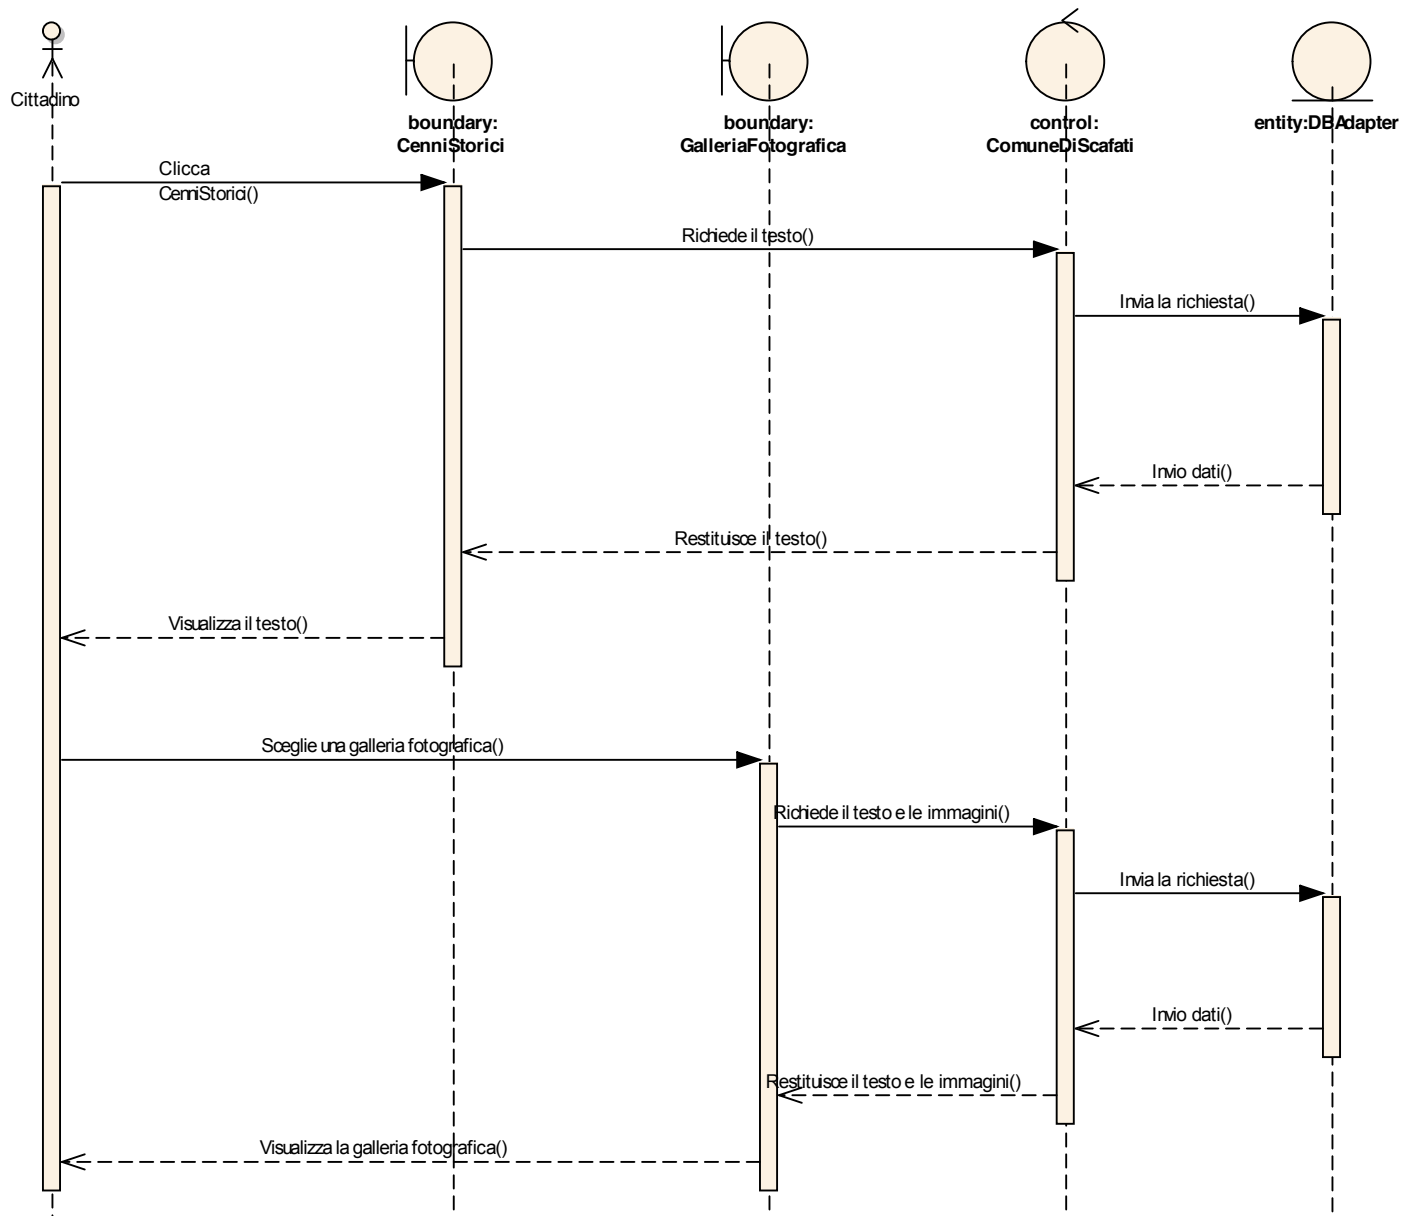 Cittadino
boundary:
CenniStorici
boundary:
GalleriaFotografica
control:
ComuneDiScafati
entity:DBAdapter
Clicca
CenniStorici()
Richiede il testo()
Invia la richiesta()
Invio dati()
Restituisce il testo()
Visualizza il testo()
Sceglie una galleria fotografica()
Richiede il testo e le immagini()
Invia la richiesta()
Invio dati()
Restituisce il testo e le immagini()
Visualizza la galleria fotografica()